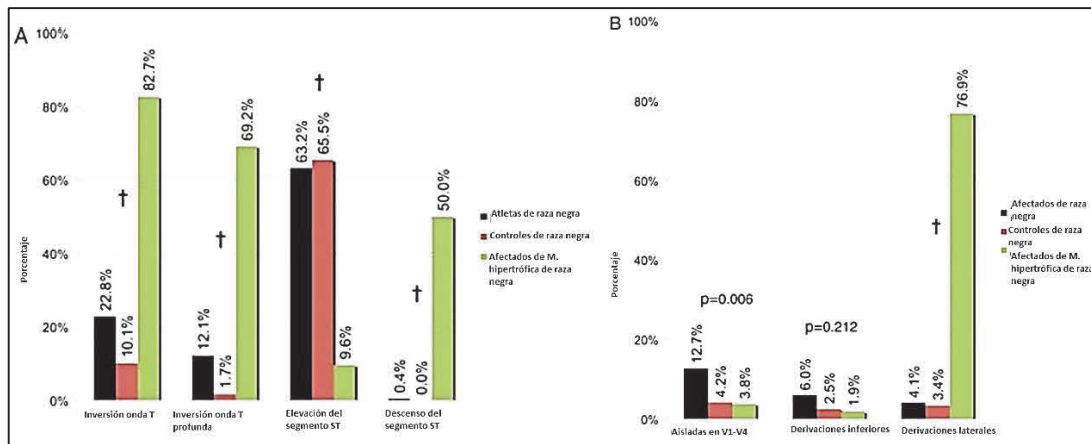 A
100%
80%
60%
40%
20%
0%
Porcentaje
22.8%
10.1%
82.7%
†
12.1%
1.7%
69.2%
†
63.2%
65.5%
9.6%
†
0.4%
0.0%
50.0%
†
Inversión onda T
Inversión onda T
profunda
Elevación del
segmento ST
Descenso del
segmento ST
Atletas de raza negra
Controles de raza negra
Afectados de M.
hipertrófica de raza
negra
B
100%
80%
60%
40%
20%
0%
Porcentaje
p=0.006
12.7%
4.2%
3.8%
p=0.212
6.0%
2.5%
1.9%
†
4.1%
3.4%
76.9%
Aisladas en V1-V4
Derivaciones inferiores
Derivaciones laterales
Afectados de raza
negra
Controles de raza
negra
Afectados de M.
hipertrófica de raza
negra